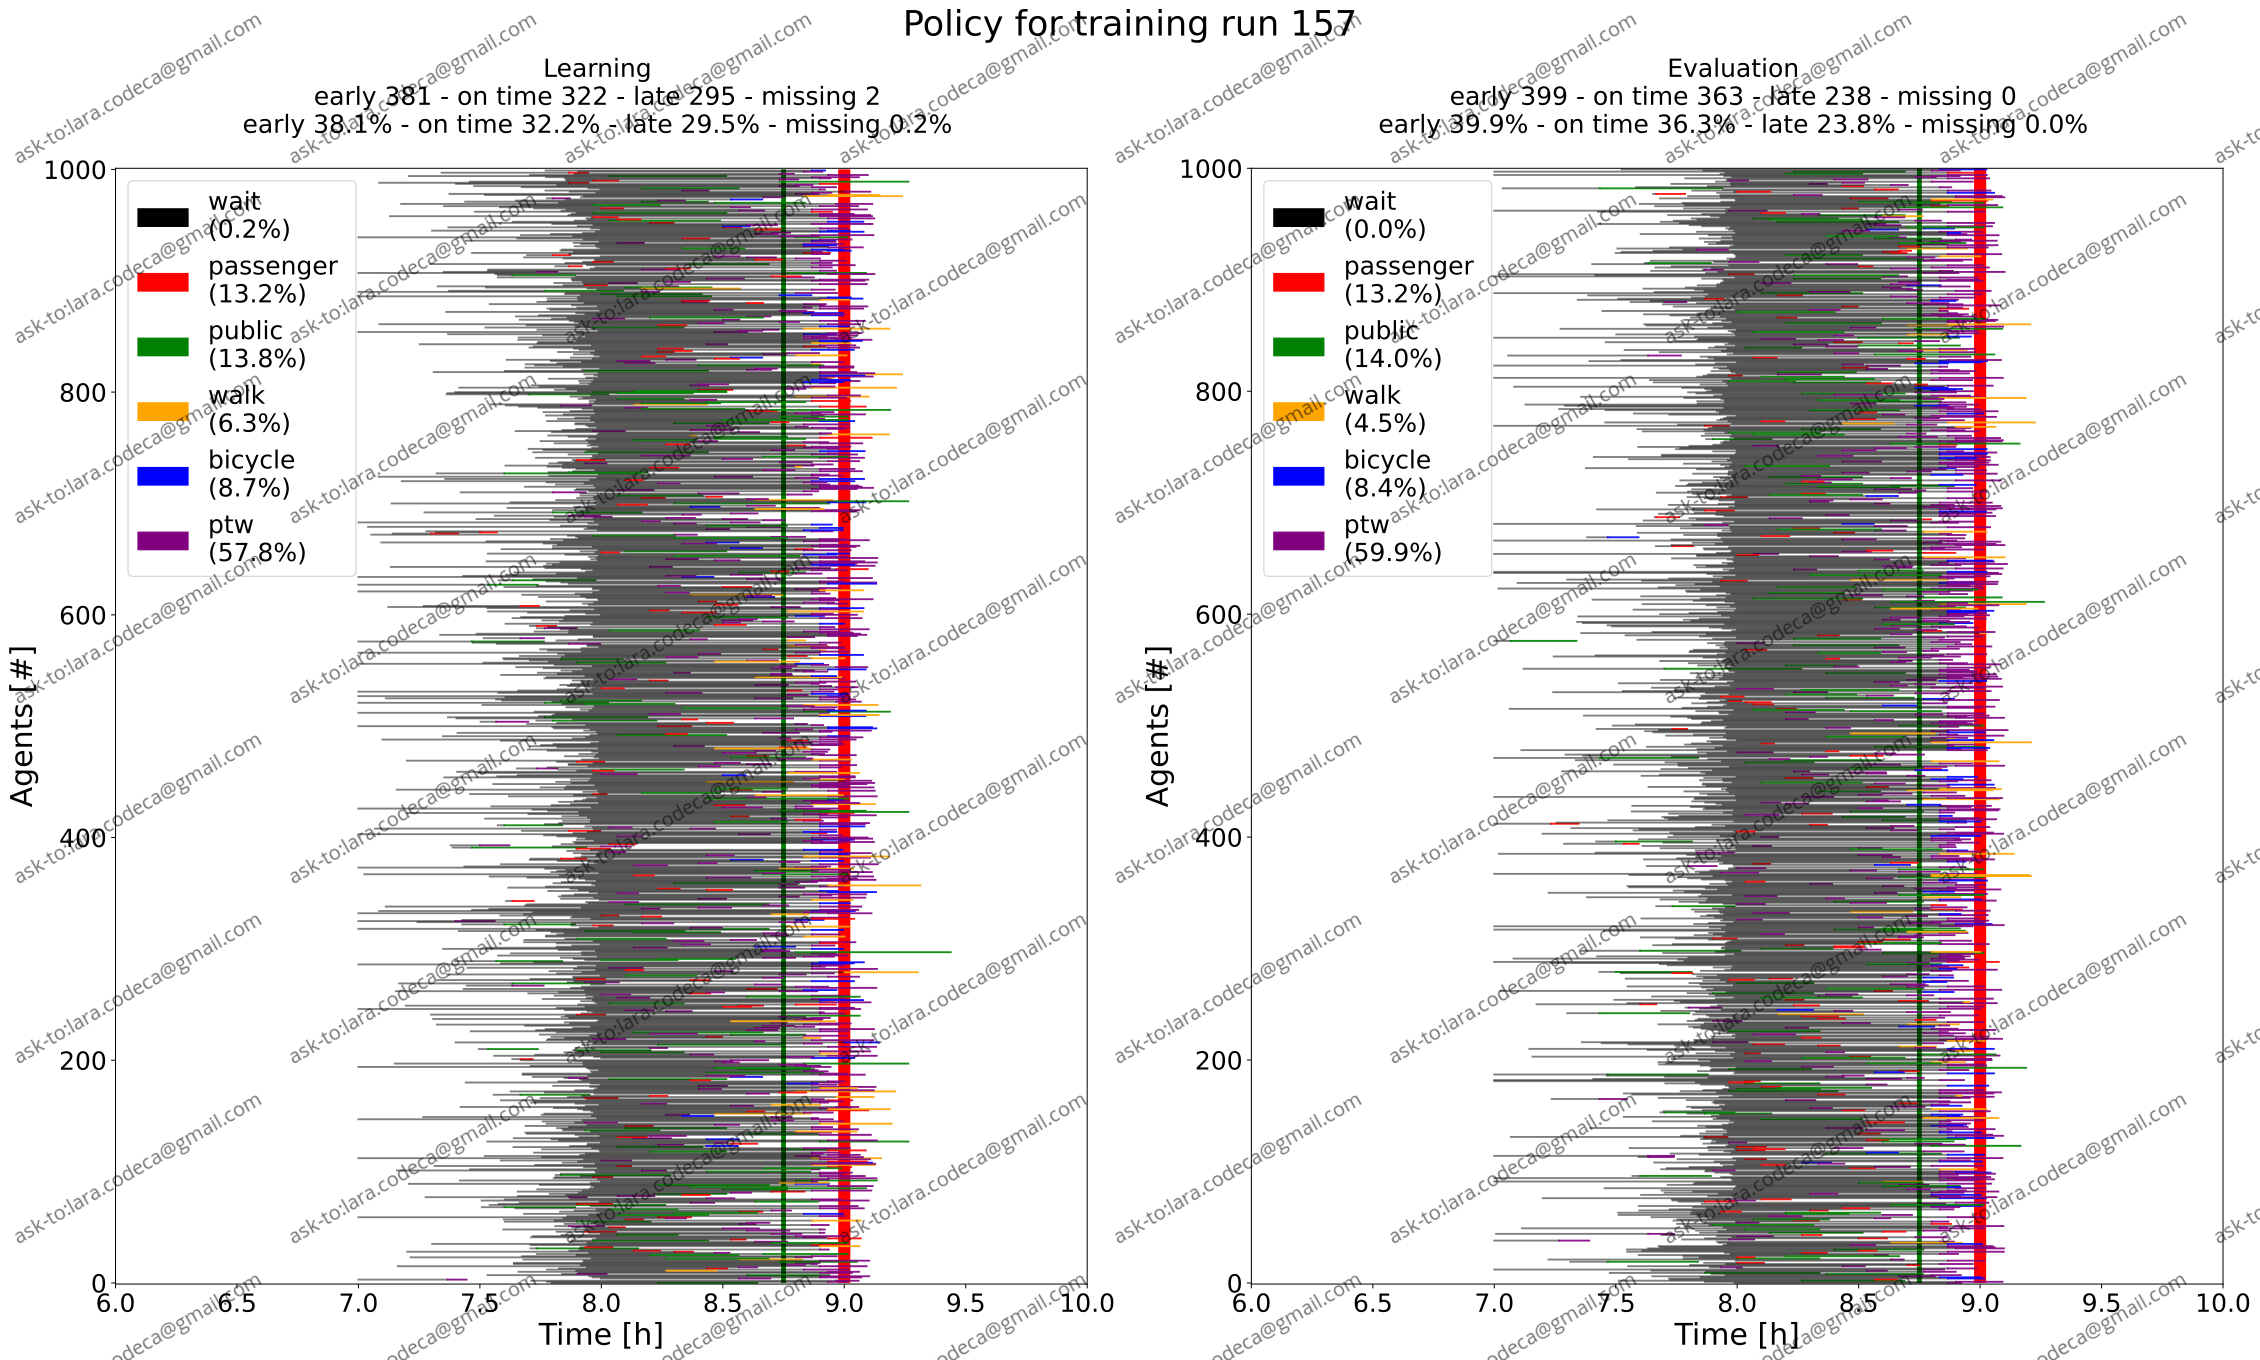 Policy for training run 157
Learning
early 381 - on time 322 - late 295 - missing 2
early 38.1% - on time 32.2% - late 29.5% - missing 0.2%
Evaluation
early 399 - on time 363 - late 238 - missing 0
early 39.9% - on time 36.3% - late 23.8% - missing 0.0%
wait
(0.2%)
passenger
(13.2%)
public
(13.8%)
walk
(6.3%)
bicycle
(8.7%)
ptw
(57.8%)
1000
800
600
400
200
0
Agents [#]
6.0 6.5 7.0 7.5 8.0 8.5 9.0 9.5 10.0
Time [h]
wait
(0.0%)
passenger
(13.2%)
public
(14.0%)
walk
(4.5%)
bicycle
(8.4%)
ptw
(59.9%)
1000
800
600
400
200
0
Agents [#]
6.0 6.5 7.0 7.5 8.0 8.5 9.0 9.5 10.0
Time [h]
ask-to:lara.codeca@gmail.com